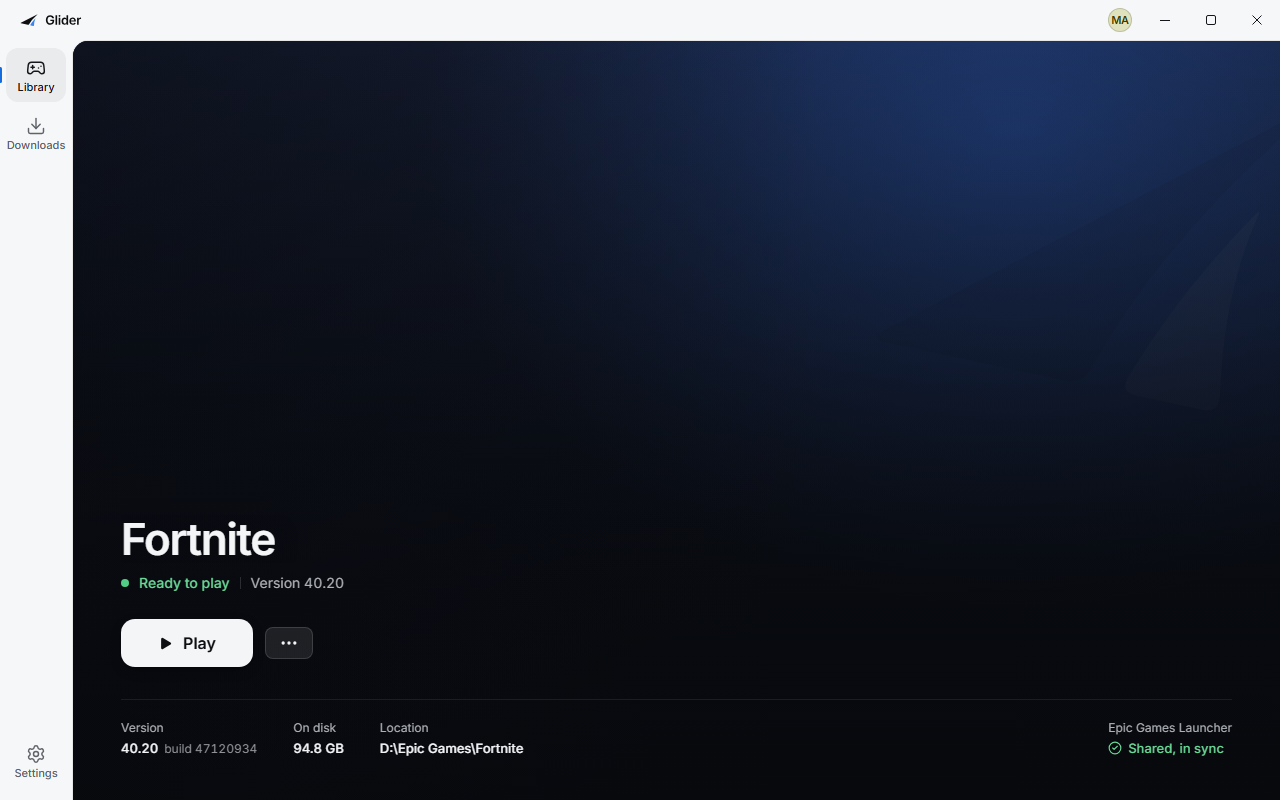 Glider
MA
Library
Downloads
Fortnite
Ready to play
Version 40.20
Play
Version
40.20 build 47120934
On disk
94.8 GB
Location
D:\Epic Games\Fortnite
Epic Games Launcher
Shared, in sync
Settings